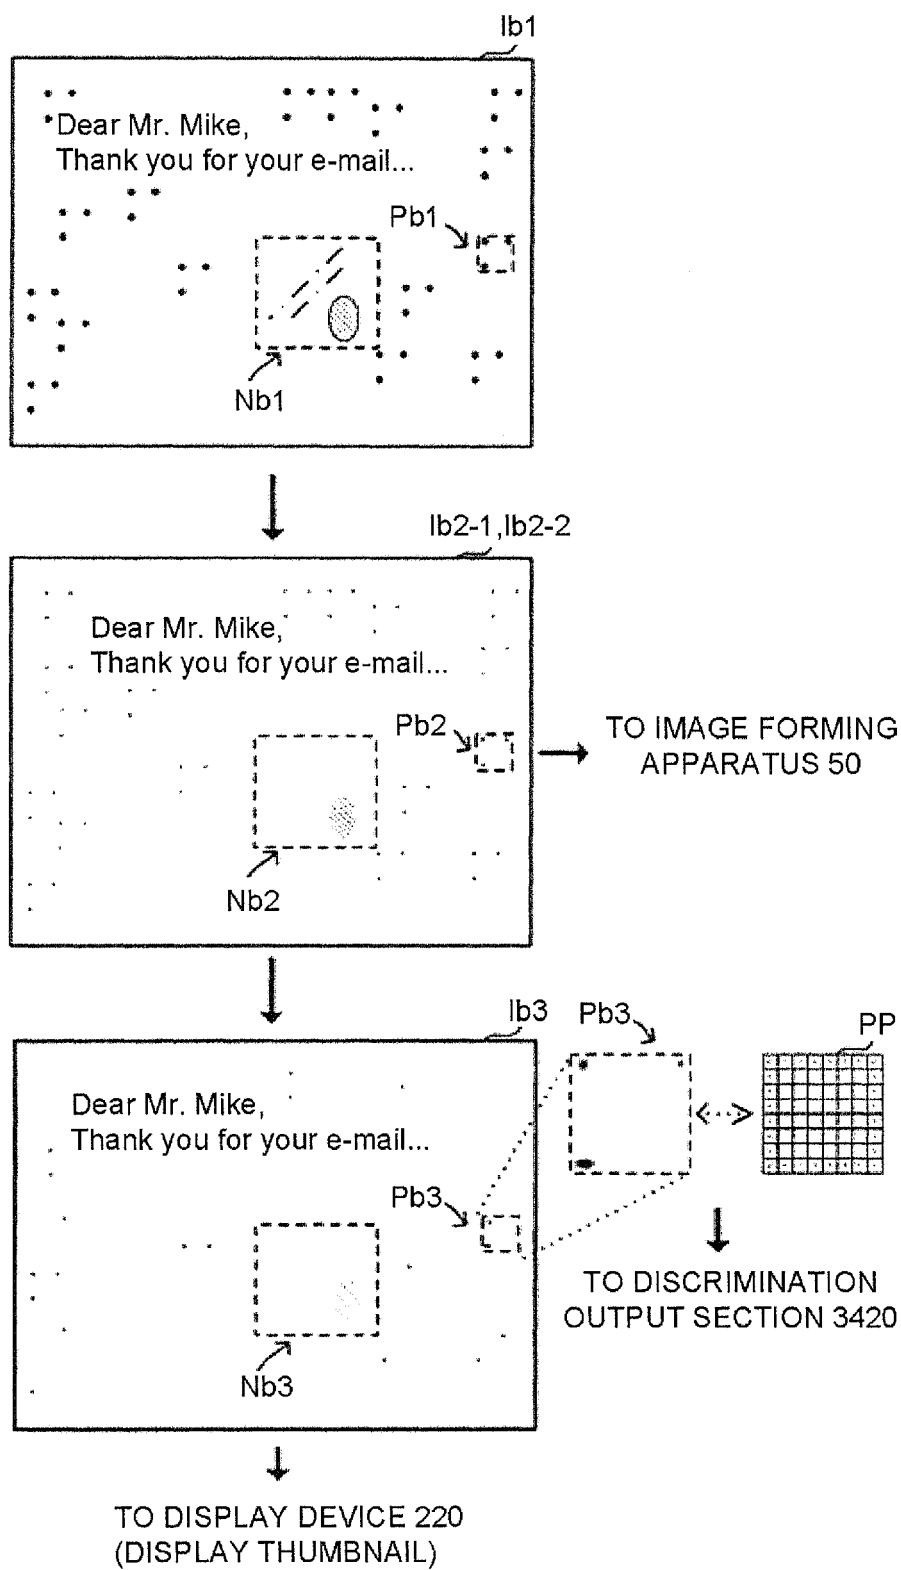 Ib1
Dear Mr. Mike,
Thank you for your e-mail...
Pb1
Nb1
Ib2-1,Ib2-2
Dear Mr. Mike,
Thank you for your e-mail...
Pb2
TO IMAGE FORMING
APPARATUS 50
Nb2
Ib3
Pb3
PP
Dear Mr. Mike,
Thank you for your e-mail...
Pb3
TO DISCRIMINATION
OUTPUT SECTION 3420
Nb3
TO DISPLAY DEVICE 220
(DISPLAY THUMBNAIL)